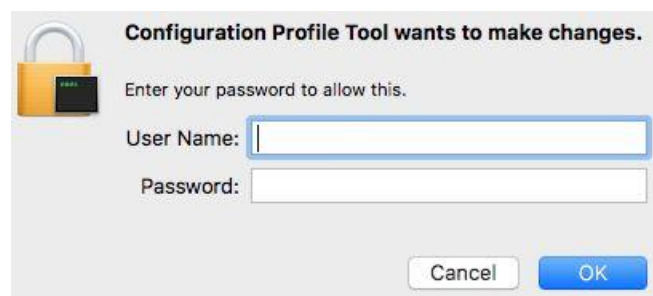 Configuration Profile Tool wants to make changes.
Enter your password to allow this.
User Name:
Password:
Cancel
OK